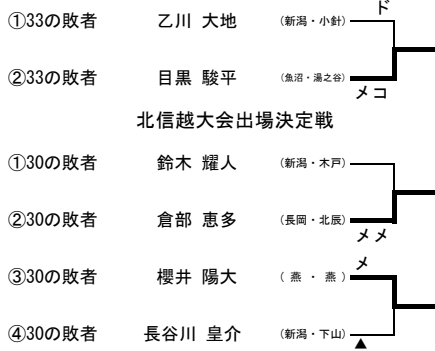 ド
①33の敗者 乙川 大地 (新潟・小針)
②33の敗者 目黒 駿平 (魚沼・湯之谷)
メコ
北信越大会出場決定戦
①30の敗者 鈴木 耀人 (新潟・木戸)
②30の敗者 倉部 恵多 (長岡・北辰)
メメ
メ
③30の敗者 櫻井 陽大 (燕・燕)
④30の敗者 長谷川 皇介 (新潟・下山)
▲